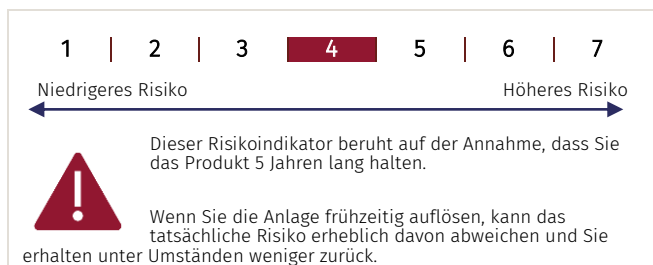 1 | 2 | 3 | 4 | 5 | 6 | 7
Niedrigeres Risiko Höheres Risiko
Dieser Risikoindikator beruht auf der Annahme, dass Sie
das Produkt 5 Jahren lang halten.
Wenn Sie die Anlage frühzeitig auflösen, kann das
tatsächliche Risiko erheblich davon abweichen und Sie
erhalten unter Umständen weniger zurück.